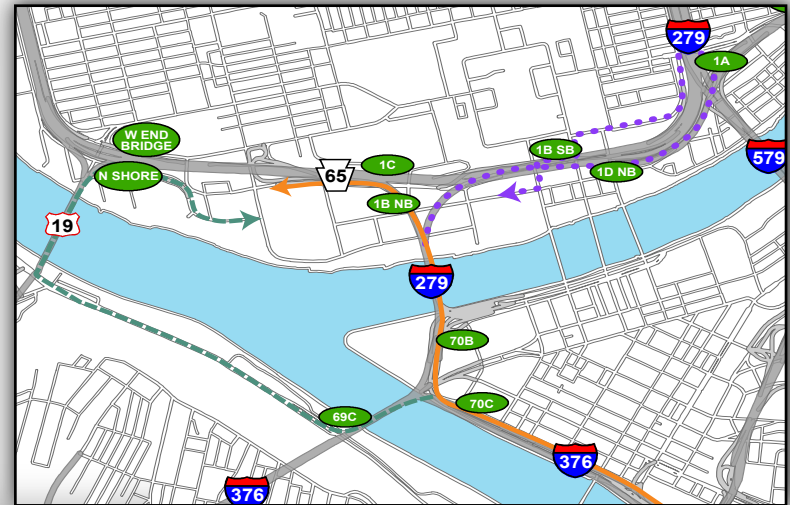 279
1A
W END
BRIDGE
1B SB
579
1C
1D NB
N SHORE
65
1B NB
19
279
70B
70C
69C
376
376